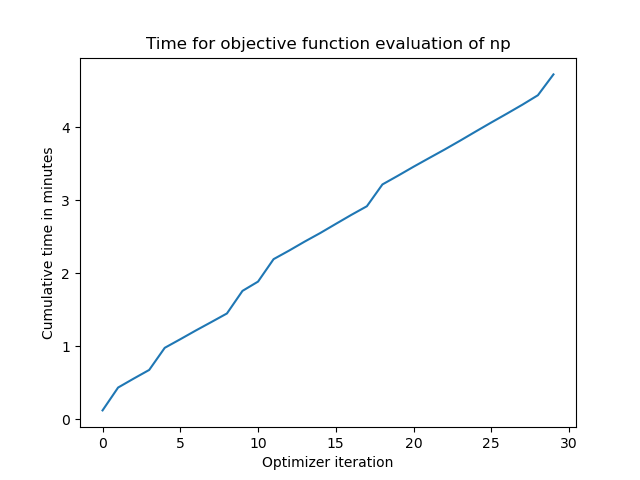 Time for objective function evaluation of np
Cumulative time in minutes
4
3
2
1
0
0 5 10 15 20 25 30
Optimizer iteration